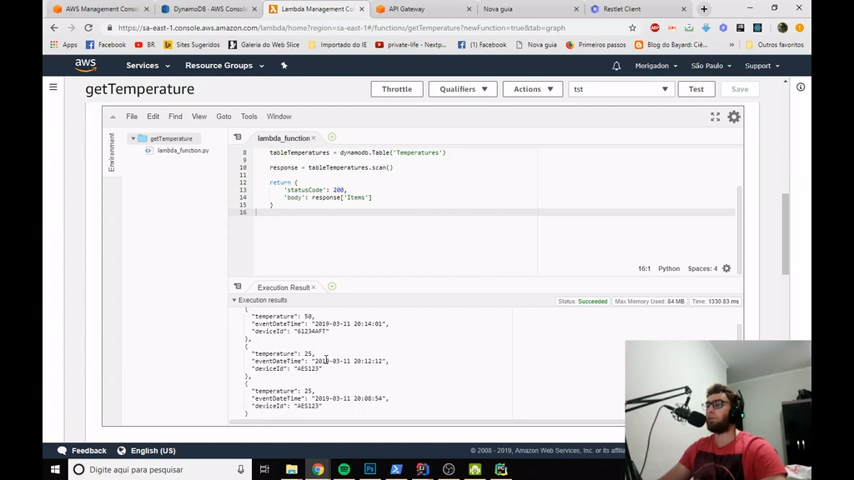 AWS Management Conso
DynamoDB - AWS Console
Lambda Management Co
API Gateway
Nova guia
Restlet Client
https://sa-east-1.console.aws.amazon.com/lambda/home?region=sa-east-1#/functions/getTemperature?newFunction=true&tab=graph
Apps
Facebook
BR
Sites Sugeridos
Galeria do Web Slice
Importado do IE
private-life - Nextpr
(1) Facebook
Nova guia
Primeiros passos
Blog do Bayard: Ciên
aws
Services
Resource Groups
Merigadon
São Paulo
Support
getTemperature
Throttle
Qualifiers
Actions
tst
Test
Save
File
Edit
Find
View
Goto
Tools
Window
Environment
getTemperature
lambda_function.py
lambda_function
8 tableTemperatures = dynamodb.Table('Temperatures')
9
10 response = tableTemperatures.scan()
11
12 return {
13 'statusCode': 200,
14 'body': response['Items']
15 }
16
16:1 Python Spaces: 4
Execution Result
Execution results
Status: Succeeded
Max Memory Used: 84 MB
Time: 1330.83 ms
{
"temperature": 50,
"eventDateTime": "2019-03-11 20:14:01",
"deviceId": "61234AFT"
},
{
"temperature": 25,
"eventDateTime": "2019-03-11 20:12:12",
"deviceId": "AES123"
},
{
"temperature": 25,
"eventDateTime": "2019-03-11 20:08:54",
"deviceId": "AES123"
}
Feedback
English (US)
© 2008 - 2019, Amazon Web Services, Inc. or its
Digite aqui para pesquisar